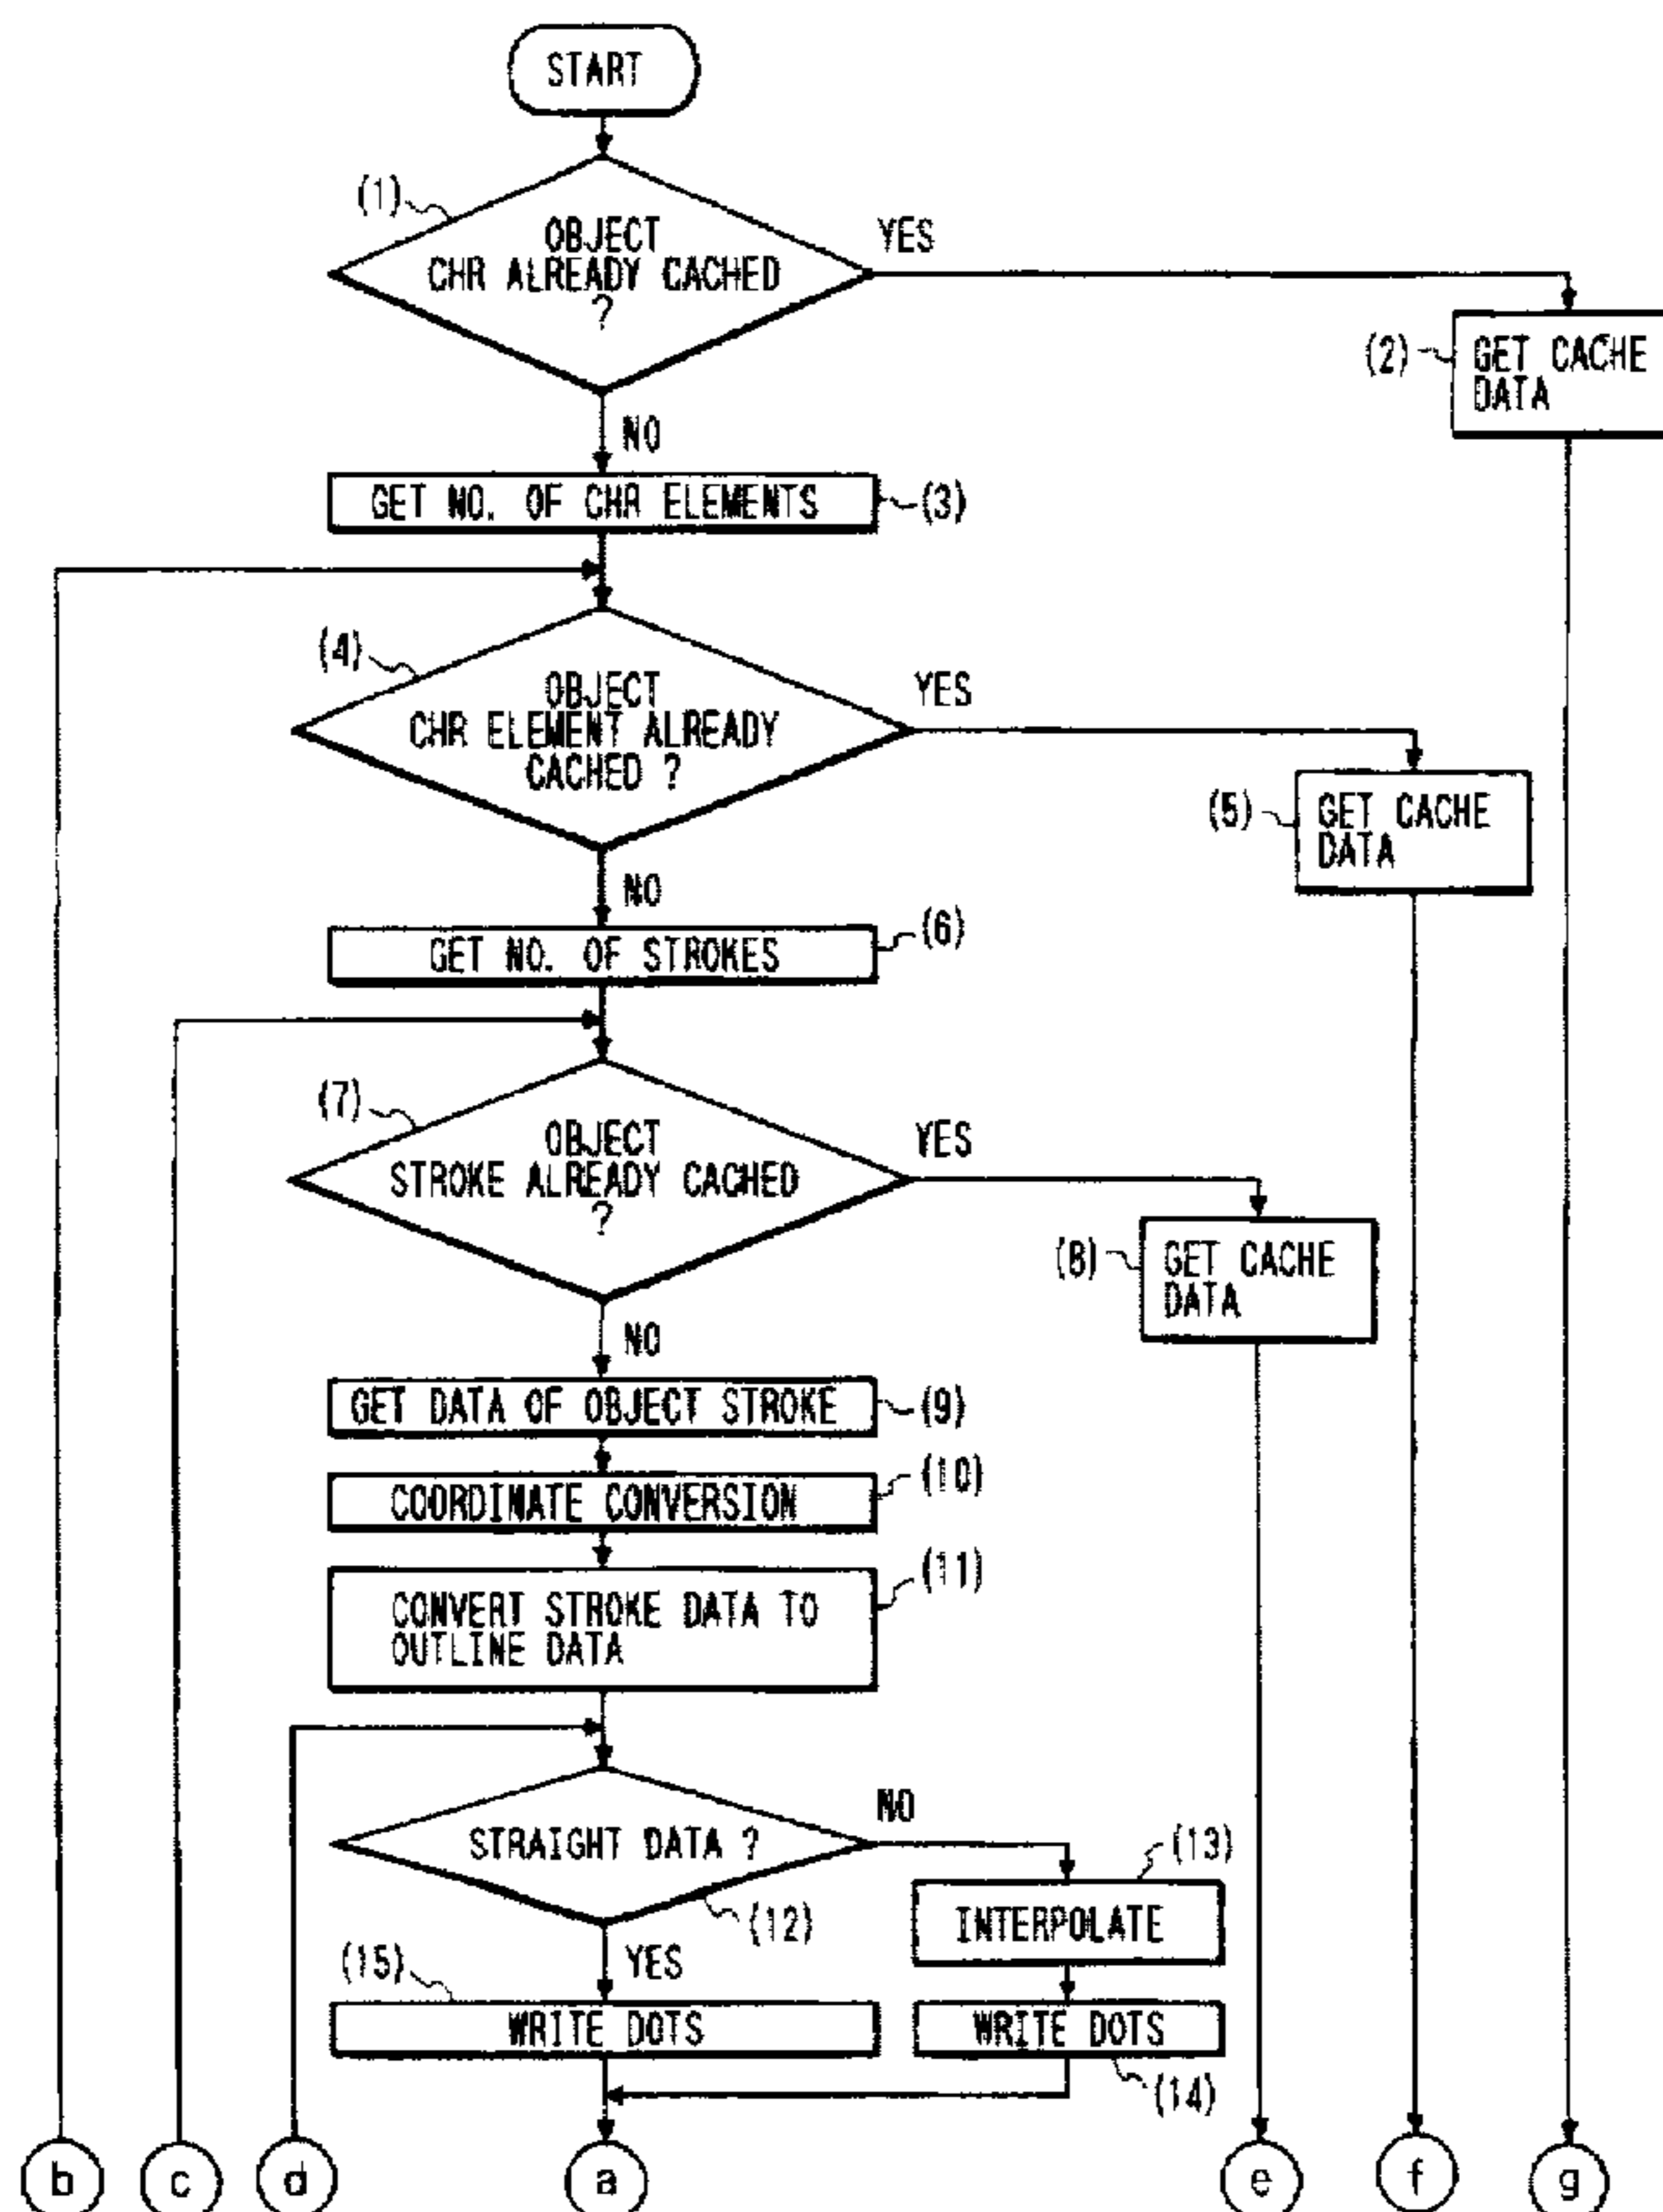 START
(1)
OBJECT
CHR ALREADY CACHED
?
YES
(2)
GET CACHE
DATA
NO
GET NO. OF CHR ELEMENTS
(3)
(4)
OBJECT
CHR ELEMENT ALREADY
CACHED ?
YES
(5)
GET CACHE
DATA
NO
GET NO. OF STROKES
(6)
(7)
OBJECT
STROKE ALREADY CACHED
?
YES
(8)
GET CACHE
DATA
NO
GET DATA OF OBJECT STROKE
(9)
COORDINATE CONVERSION
(10)
CONVERT STROKE DATA TO
OUTLINE DATA
(11)
STRAIGHT DATA ?
(12)
NO
(13)
INTERPOLATE
YES
(15)
WRITE DOTS
WRITE DOTS
(14)
b
c
d
a
e
f
g